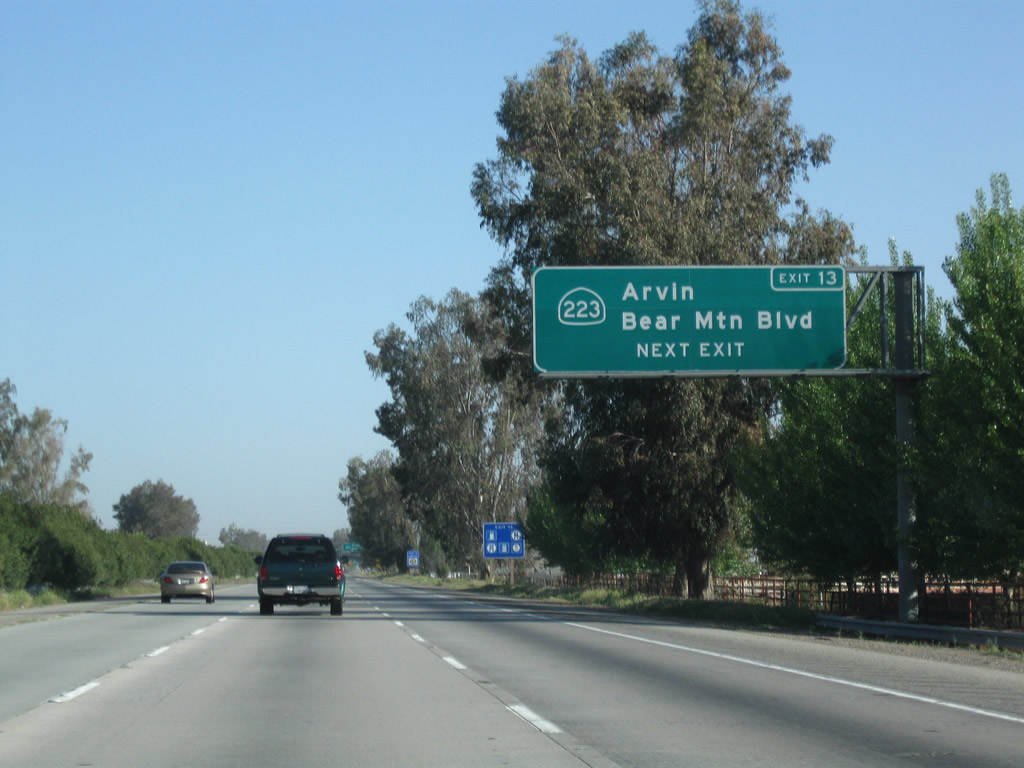 EXIT 13
223
Arvin
Bear Mtn Blvd
NEXT EXIT